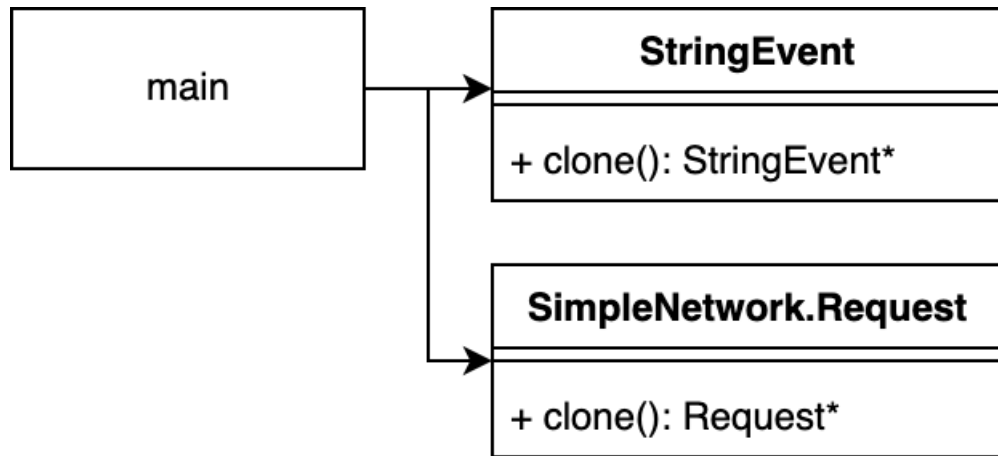 main
StringEvent
+ clone(): StringEvent*
SimpleNetwork.Request
+ clone(): Request*